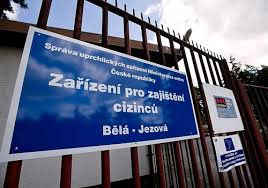 Správa uprchlických zařízení Ministerstva vnitra
České republiky
Zařízení pro zajištění
cizinců
Bělá - Jezová